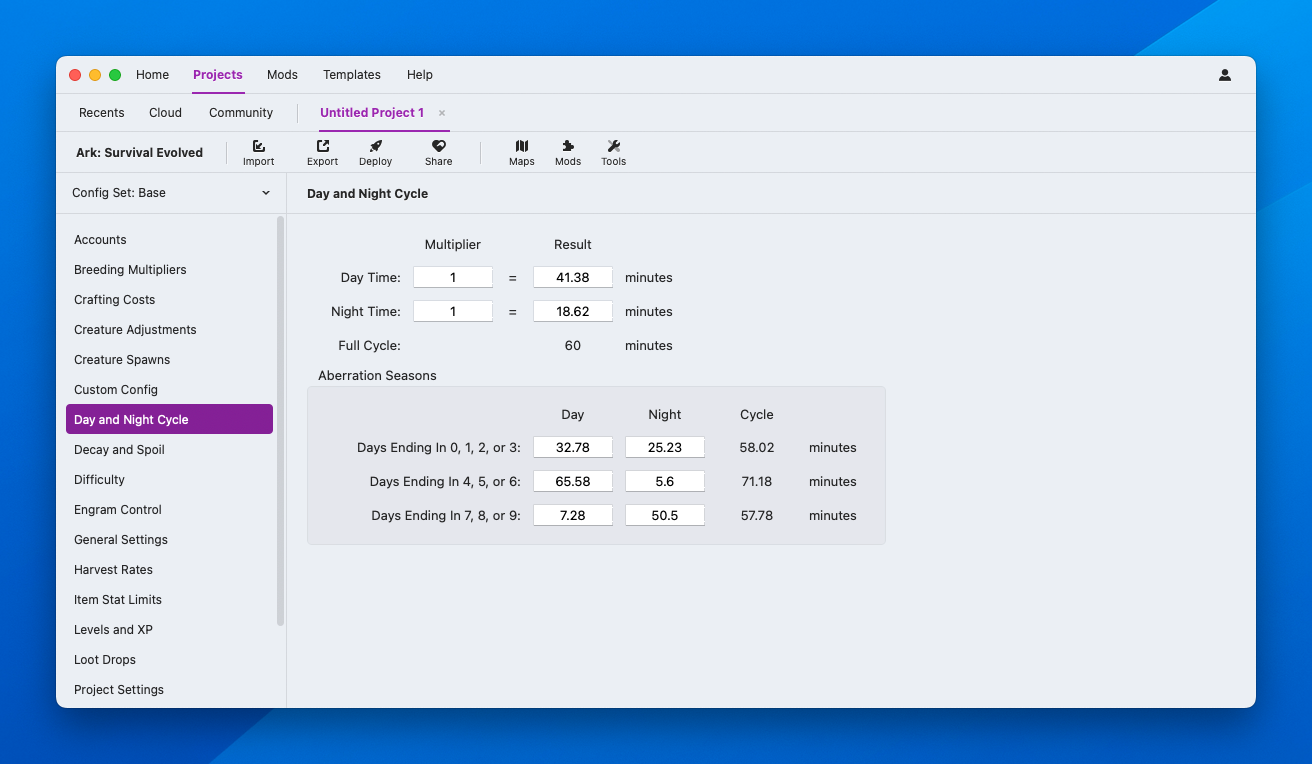 Home Projects Mods Templates Help
Recents Cloud Community Untitled Project 1 ×
Ark: Survival Evolved Import Export Deploy Share Maps Mods Tools
Config Set: Base
Day and Night Cycle
Accounts
Breeding Multipliers
Crafting Costs
Creature Adjustments
Creature Spawns
Custom Config
Day and Night Cycle
Decay and Spoil
Difficulty
Engram Control
General Settings
Harvest Rates
Item Stat Limits
Levels and XP
Loot Drops
Project Settings
Multiplier Result
Day Time: 1 = 41.38 minutes
Night Time: 1 = 18.62 minutes
Full Cycle: 60 minutes
Aberration Seasons
Day Night Cycle
Days Ending In 0, 1, 2, or 3: 32.78 25.23 58.02 minutes
Days Ending In 4, 5, or 6: 65.58 5.6 71.18 minutes
Days Ending In 7, 8, or 9: 7.28 50.5 57.78 minutes